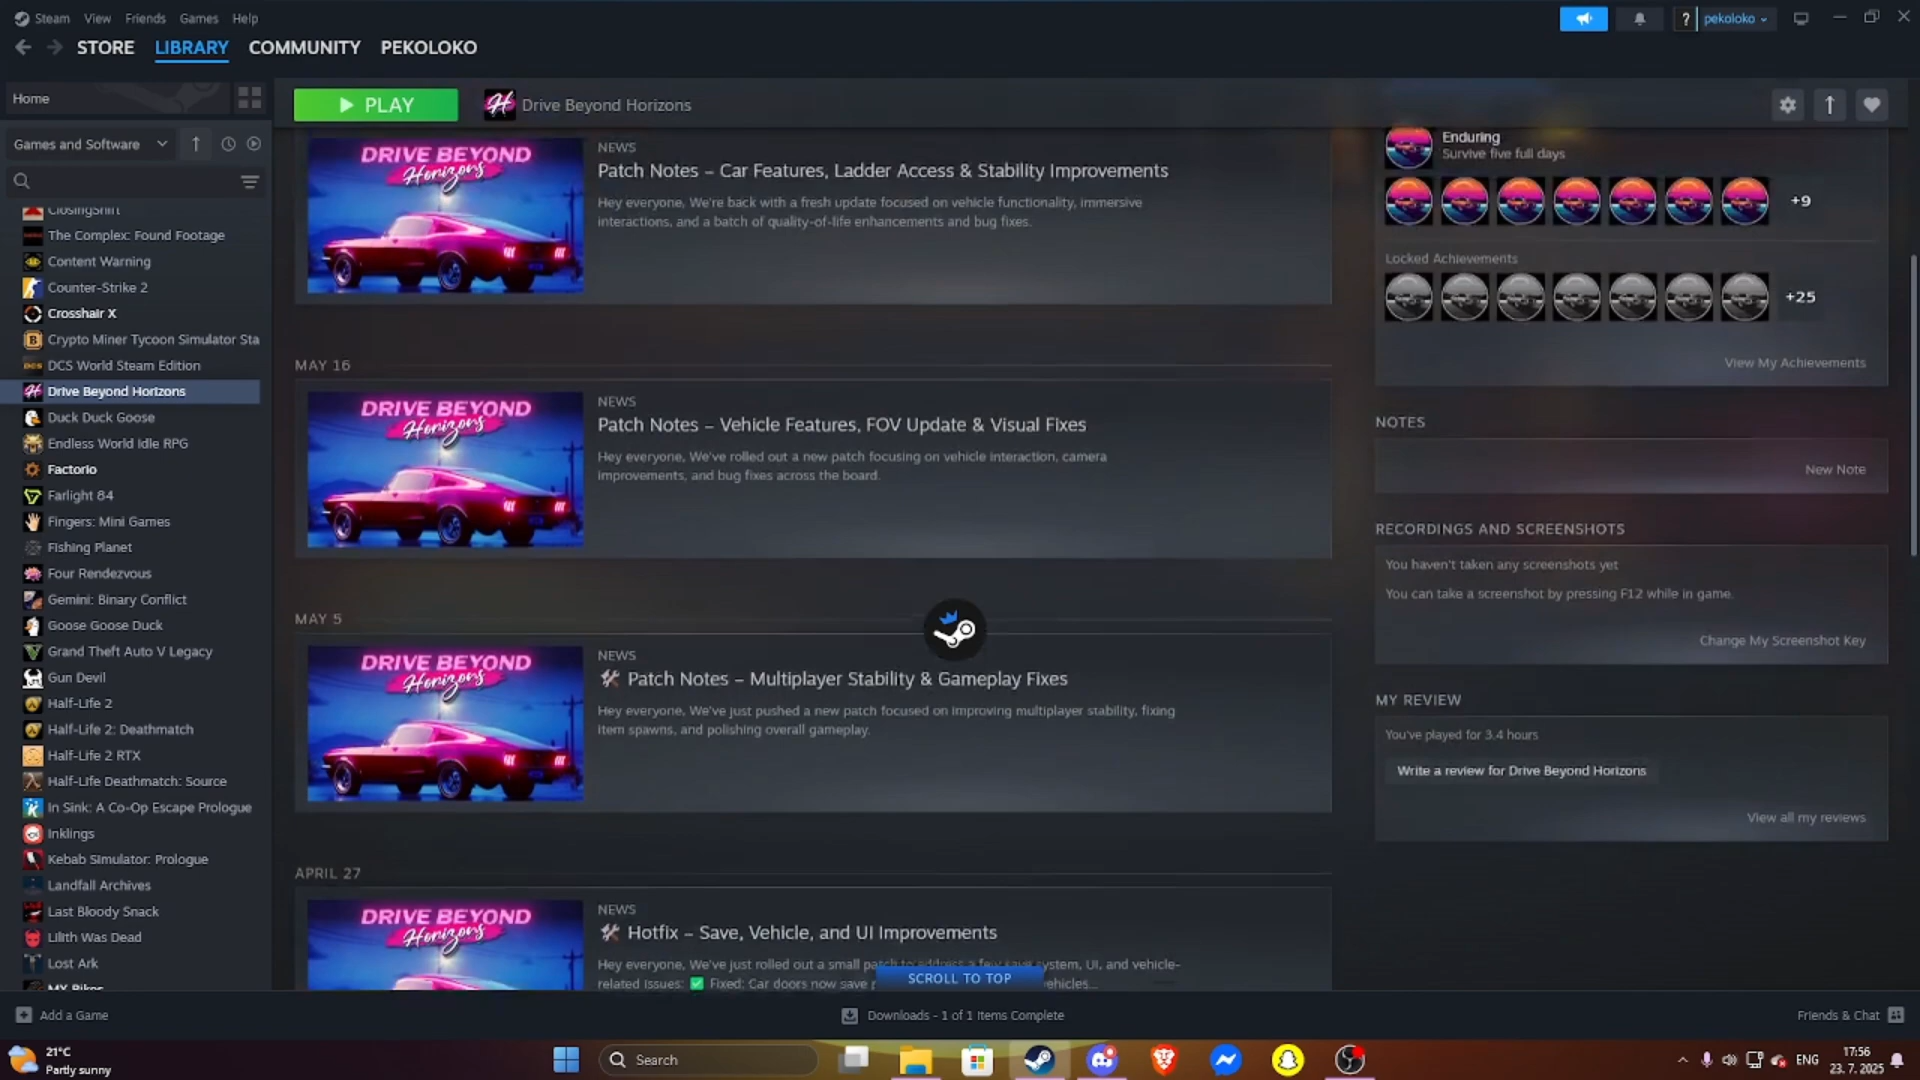 Steam View Friends Games Help
? pekoloko
STORE LIBRARY COMMUNITY PEKOLOKO
Home
Games and Software
ClosingShift
The Complex: Found Footage
Content Warning
Counter-Strike 2
Crosshair X
Crypto Miner Tycoon Simulator Sta
DCS World Steam Edition
Drive Beyond Horizons
Duck Duck Goose
Endless World Idle RPG
Factorio
Farlight 84
Fingers: Mini Games
Fishing Planet
Four Rendezvous
Gemini: Binary Conflict
Goose Goose Duck
Grand Theft Auto V Legacy
Gun Devil
Half-Life 2
Half-Life 2: Deathmatch
Half-Life 2 RTX
Half-Life Deathmatch: Source
In Sink: A Co-Op Escape Prologue
Inklings
Kebab Simulator: Prologue
Landfall Archives
Last Bloody Snack
Lilith Was Dead
Lost Ark
MX Bikes
PLAY
Drive Beyond Horizons
DRIVE BEYOND
Horizons
NEWS
Patch Notes – Car Features, Ladder Access & Stability Improvements
Hey everyone, We're back with a fresh update focused on vehicle functionality, immersive
interactions, and a batch of quality-of-life enhancements and bug fixes.
MAY 16
DRIVE BEYOND
Horizons
NEWS
Patch Notes – Vehicle Features, FOV Update & Visual Fixes
Hey everyone, We've rolled out a new patch focusing on vehicle interaction, camera
improvements, and bug fixes across the board.
MAY 5
DRIVE BEYOND
Horizons
NEWS
🛠 Patch Notes – Multiplayer Stability & Gameplay Fixes
Hey everyone, We've just pushed a new patch focused on improving multiplayer stability, fixing
item spawns, and polishing overall gameplay.
APRIL 27
DRIVE BEYOND
Horizons
NEWS
🛠 Hotfix – Save, Vehicle, and UI Improvements
Hey everyone, We've just rolled out a small patch to address a few save system, UI, and vehicle-
related issues: ✅ Fixed: Car doors now save vehicles...
SCROLL TO TOP
Enduring
Survive five full days
+9
Locked Achievements
+25
View My Achievements
NOTES
New Note
RECORDINGS AND SCREENSHOTS
You haven't taken any screenshots yet
You can take a screenshot by pressing F12 while in game.
Change My Screenshot Key
MY REVIEW
You've played for 3.4 hours
Write a review for Drive Beyond Horizons
View all my reviews
Add a Game
Downloads - 1 of 1 Items Complete
Friends & Chat
21°C
Partly sunny
Search
ENG
17:56
23. 7. 2025